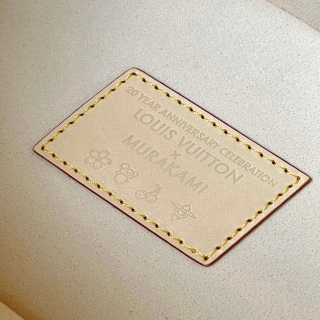 20 YEAR ANNIVERSARY CELEBRATION
LOUIS VUITTON
×
MURAKAMI